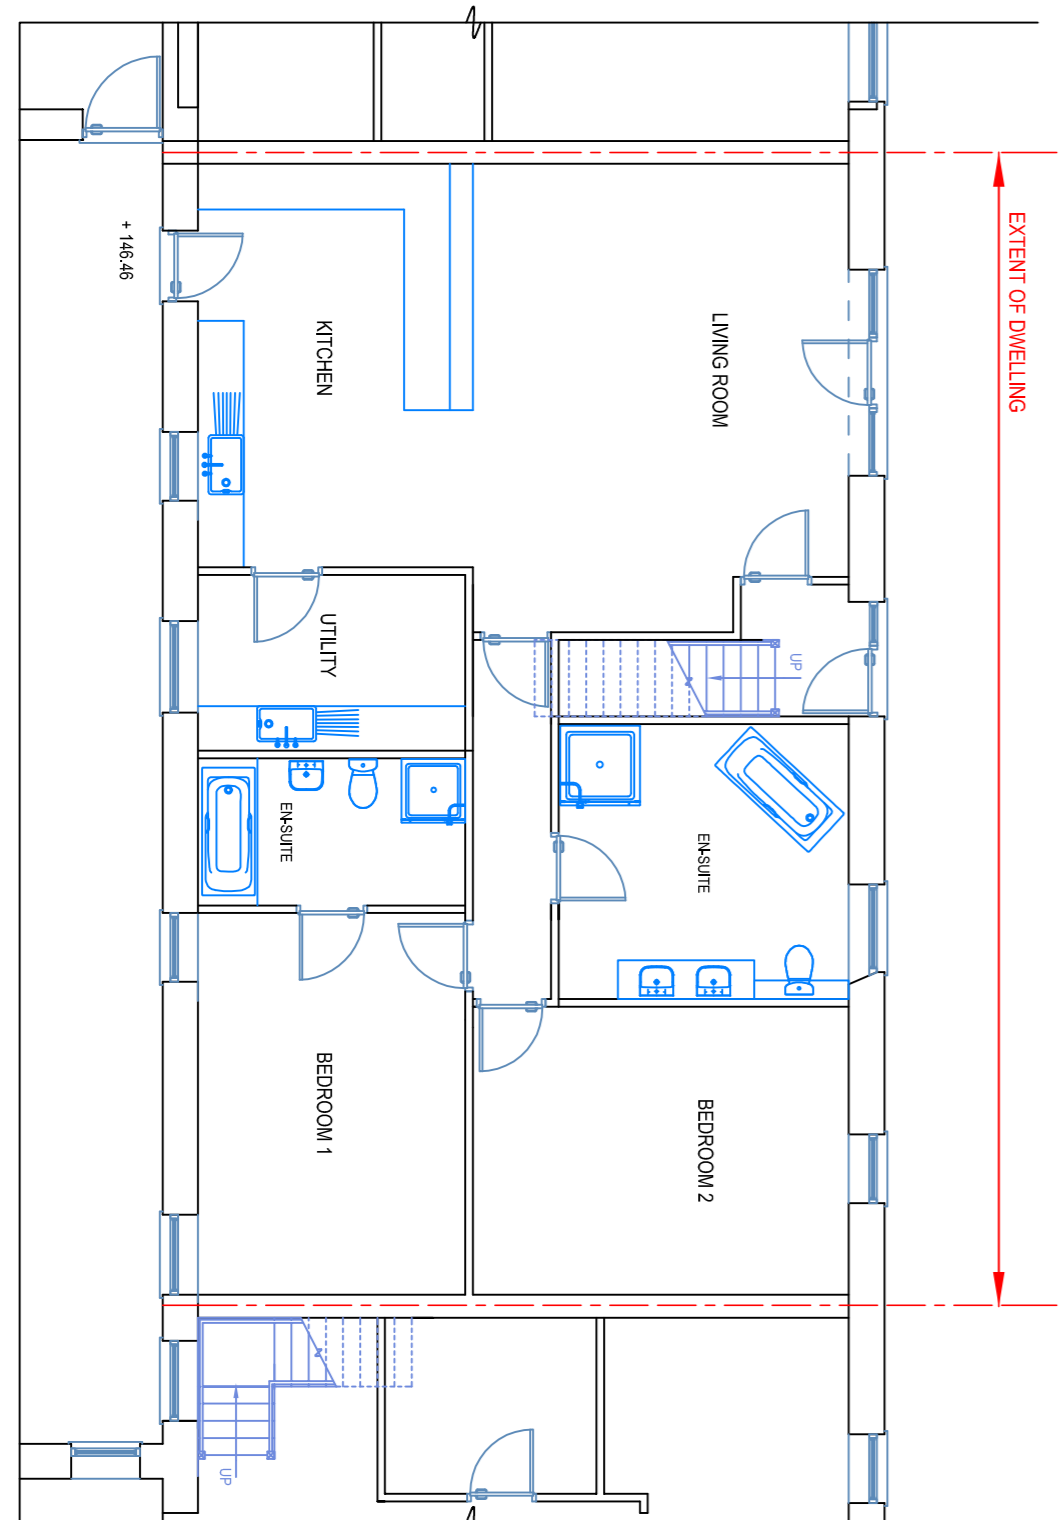 EXTENT OF DWELLING
+ 146.46
KITCHEN
LIVING ROOM
UTILITY
UP
EN-SUITE
EN-SUITE
BEDROOM 1
BEDROOM 2
UP